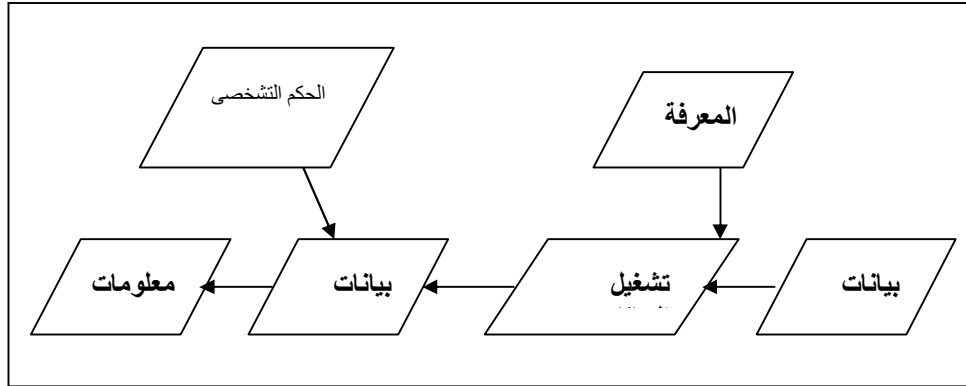 الحكم التشخصى
المعرفة
بيانات
تشغيل
بيانات
معلومات